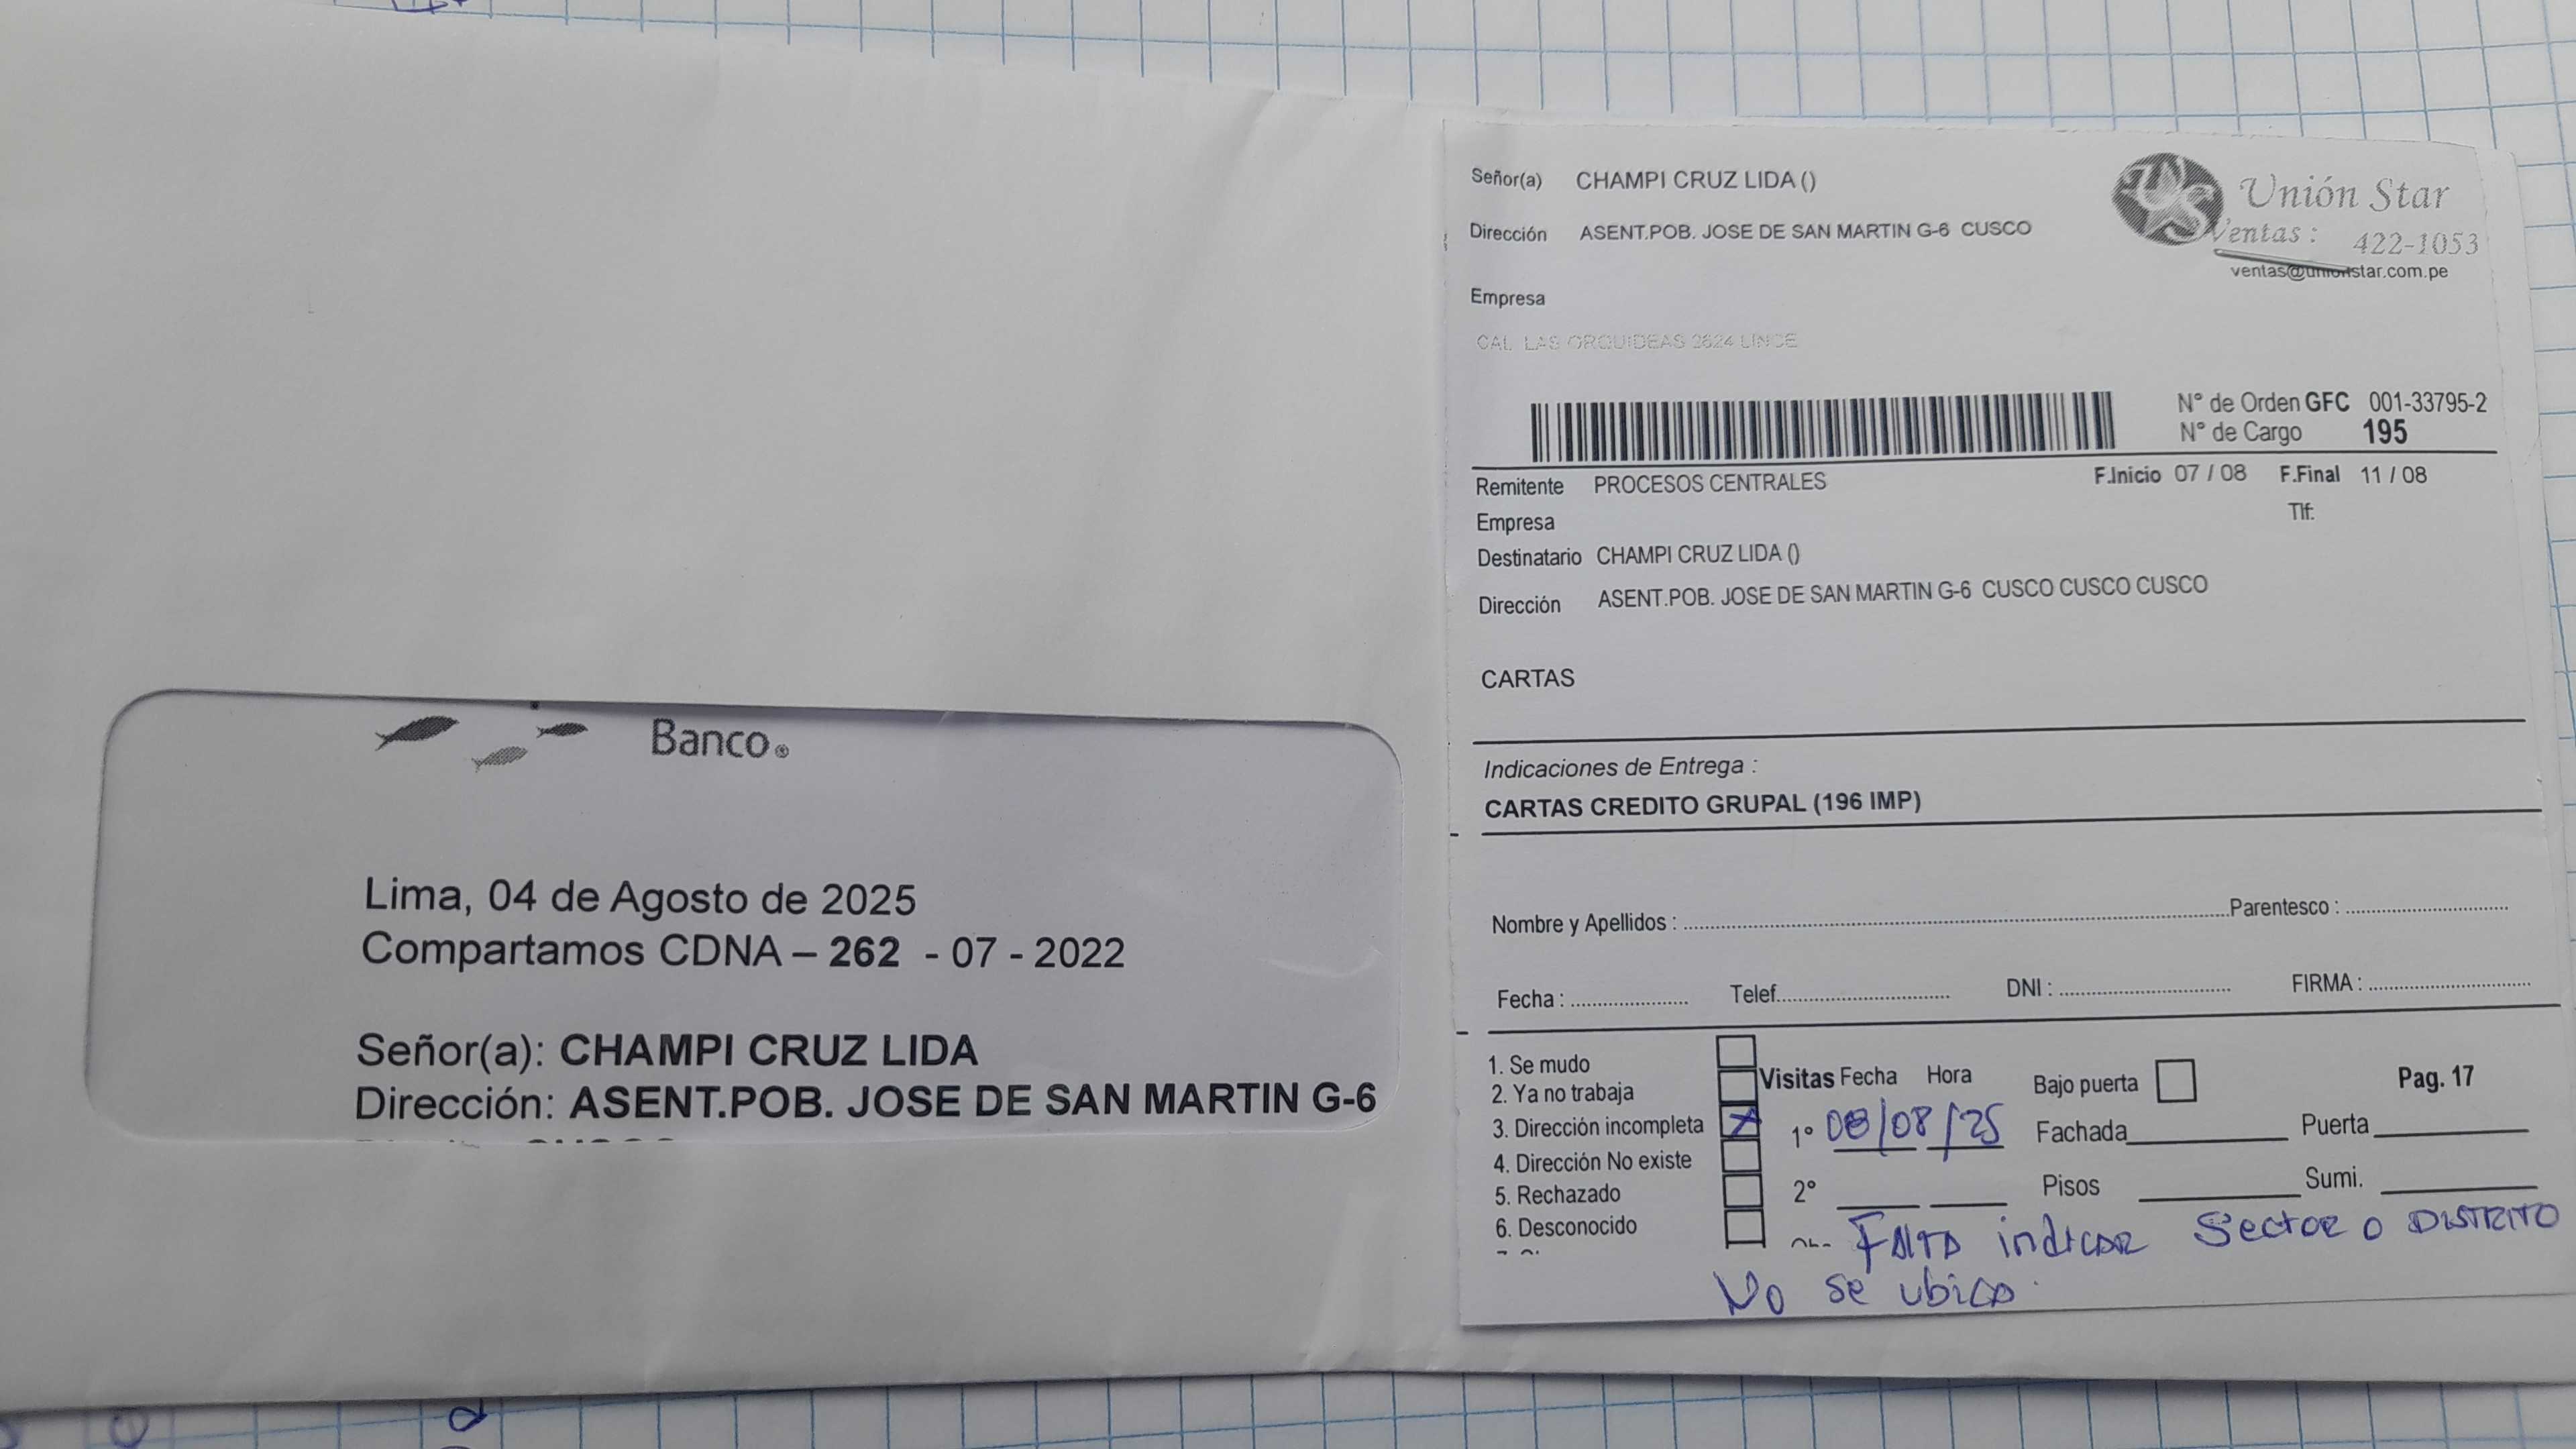 Banco®
Lima, 04 de Agosto de 2025
Compartamos CDNA – 262 - 07 - 2022
Señor(a): CHAMPI CRUZ LIDA
Dirección: ASENT.POB. JOSE DE SAN MARTIN G-6
Señor(a) CHAMPI CRUZ LIDA ()
Dirección ASENT.POB. JOSE DE SAN MARTIN G-6 CUSCO
Unión Star
Ventas : 422-1053
ventas@unionstar.com.pe
Empresa
CAL LAS ORQUIDEAS 2624 LINCE
N° de Orden GFC 001-33795-2
N° de Cargo 195
Remitente PROCESOS CENTRALES F.Inicio 07 / 08 F.Final 11 / 08
Empresa Tlf:
Destinatario CHAMPI CRUZ LIDA ()
Dirección ASENT.POB. JOSE DE SAN MARTIN G-6 CUSCO CUSCO CUSCO
CARTAS
Indicaciones de Entrega :
CARTAS CREDITO GRUPAL (196 IMP)
Nombre y Apellidos : Parentesco :
Fecha : Telef. DNI : FIRMA :
1. Se mudo
2. Ya no trabaja
3. Dirección incompleta X
4. Dirección No existe
5. Rechazado
6. Desconocido
Visitas Fecha Hora Bajo puerta Pag. 17
1° 08/08/25 Fachada Puerta
2° Pisos Sumi.
FALTA indicAR SectoR o DISTRITO
No se ubica.